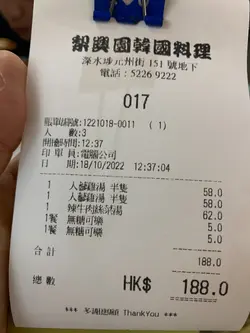 梨興園韓國料理
深水埗元州街151號地下
電話：5226 9222
017
賬單編號:1221018-0011 (1)
人 數:3
開檯時間:12:37
印 單 員:電腦公司
日 期:18/10/2022 12:37:04
1 人蔘雞湯 半隻 58.0
1 人蔘雞湯 半隻 58.0
1 辣牛肉絲菜湯 62.0
1餐 無糖可樂 5.0
1餐 無糖可樂 5.0
合計 188.0
總數 HK$ 188.0
*** 多謝惠顧 ThankYou ***